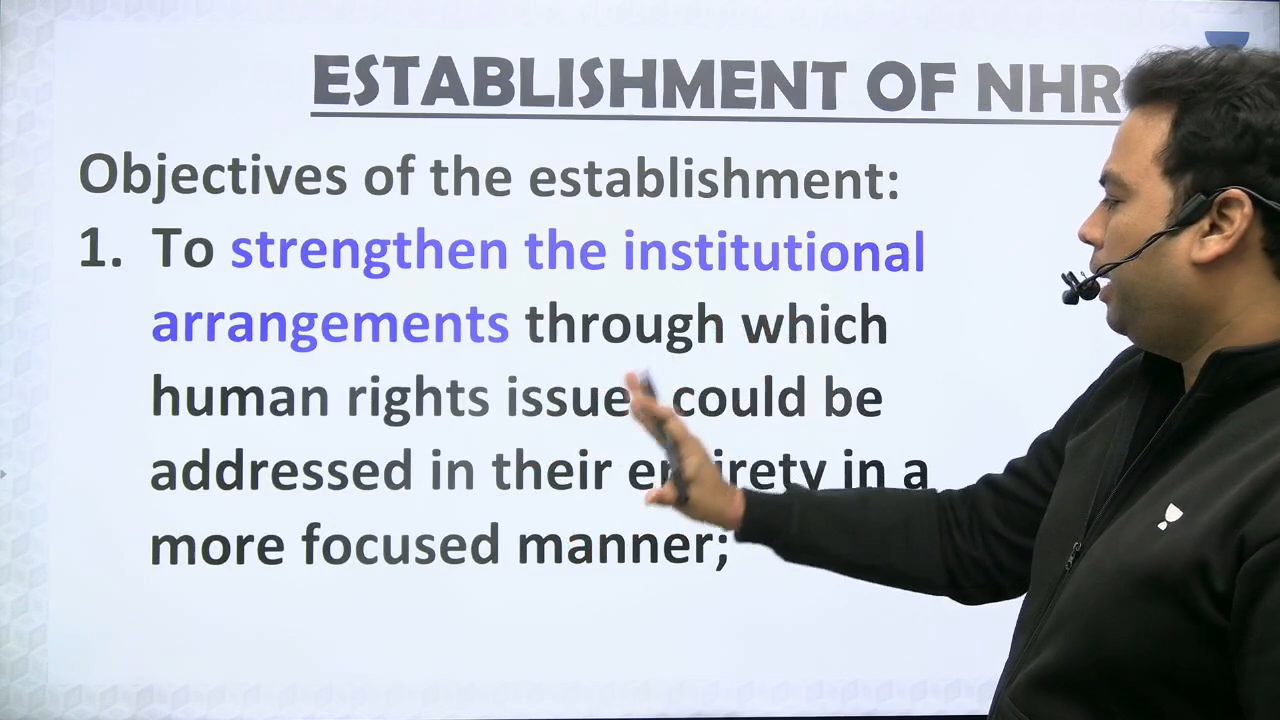 ESTABLISHMENT OF NHR
Objectives of the establishment:
1. To strengthen the institutional
arrangements through which
human rights issue could be
addressed in their entirety in a
more focused manner;